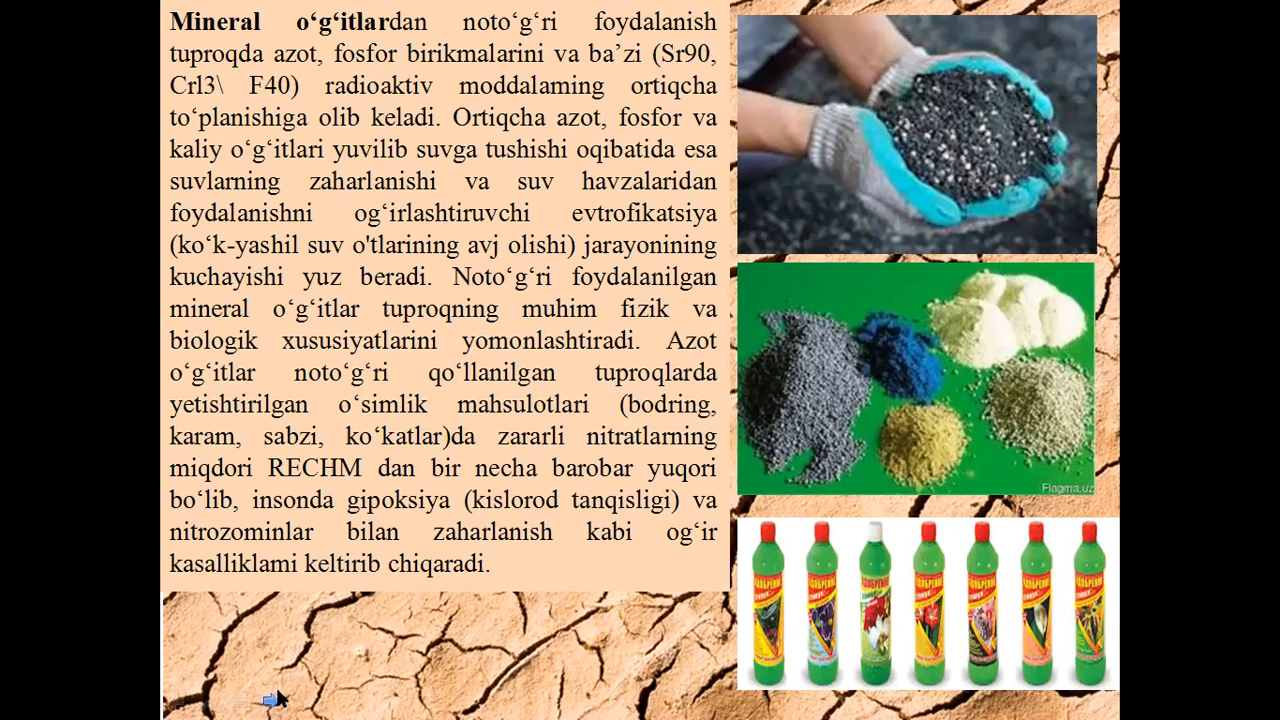 Mineral o‘g‘itlardan noto‘g‘ri foydalanish
tuproqda azot, fosfor birikmalarini va ba’zi (Sr90,
Crl3\ F40) radioaktiv moddalaming ortiqcha
to‘planishiga olib keladi. Ortiqcha azot, fosfor va
kaliy o‘g‘itlari yuvilib suvga tushishi oqibatida esa
suvlarning zaharlanishi va suv havzalaridan
foydalanishni og‘irlashtiruvchi evtrofikatsiya
(ko‘k-yashil suv o'tlarining avj olishi) jarayonining
kuchayishi yuz beradi. Noto‘g‘ri foydalanilgan
mineral o‘g‘itlar tuproqning muhim fizik va
biologik xususiyatlarini yomonlashtiradi. Azot
o‘g‘itlar noto‘g‘ri qo‘llanilgan tuproqlarda
yetishtirilgan o‘simlik mahsulotlari (bodring,
karam, sabzi, ko‘katlar)da zararli nitratlarning
miqdori RECHM dan bir necha barobar yuqori
bo‘lib, insonda gipoksiya (kislorod tanqisligi) va
nitrozominlar bilan zaharlanish kabi og‘ir
kasalliklami keltirib chiqaradi.
Flagma.uz